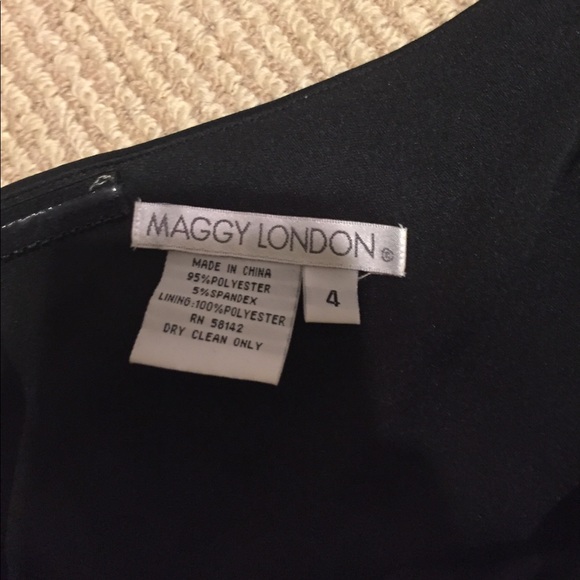 MAGGY LONDON®
MADE IN CHINA
95%POLYESTER
5%SPANDEX
LINING:100%POLYESTER
RN 58142
DRY CLEAN ONLY
4